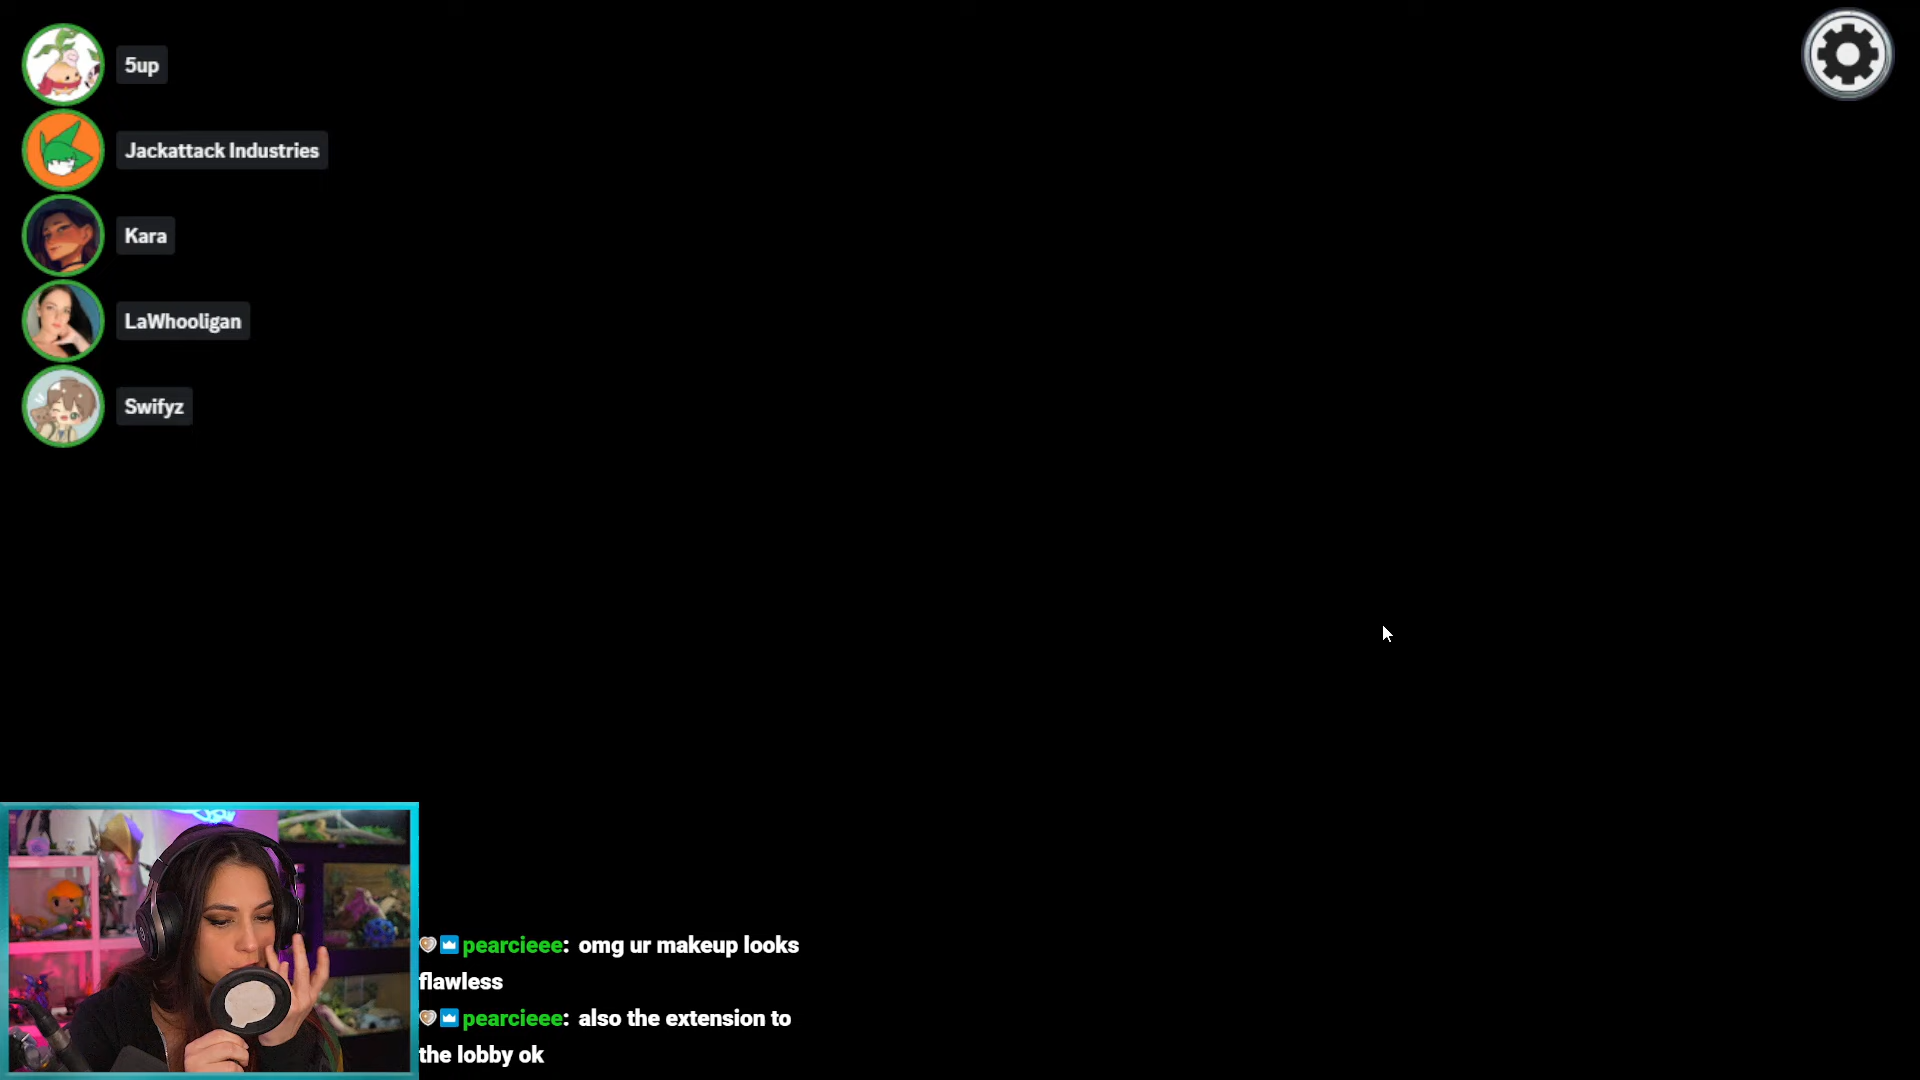 5up
Jackattack Industries
Kara
LaWhooligan
Swifyz
pearcieee: omg ur makeup looks
flawless
pearcieee: also the extension to
the lobby ok